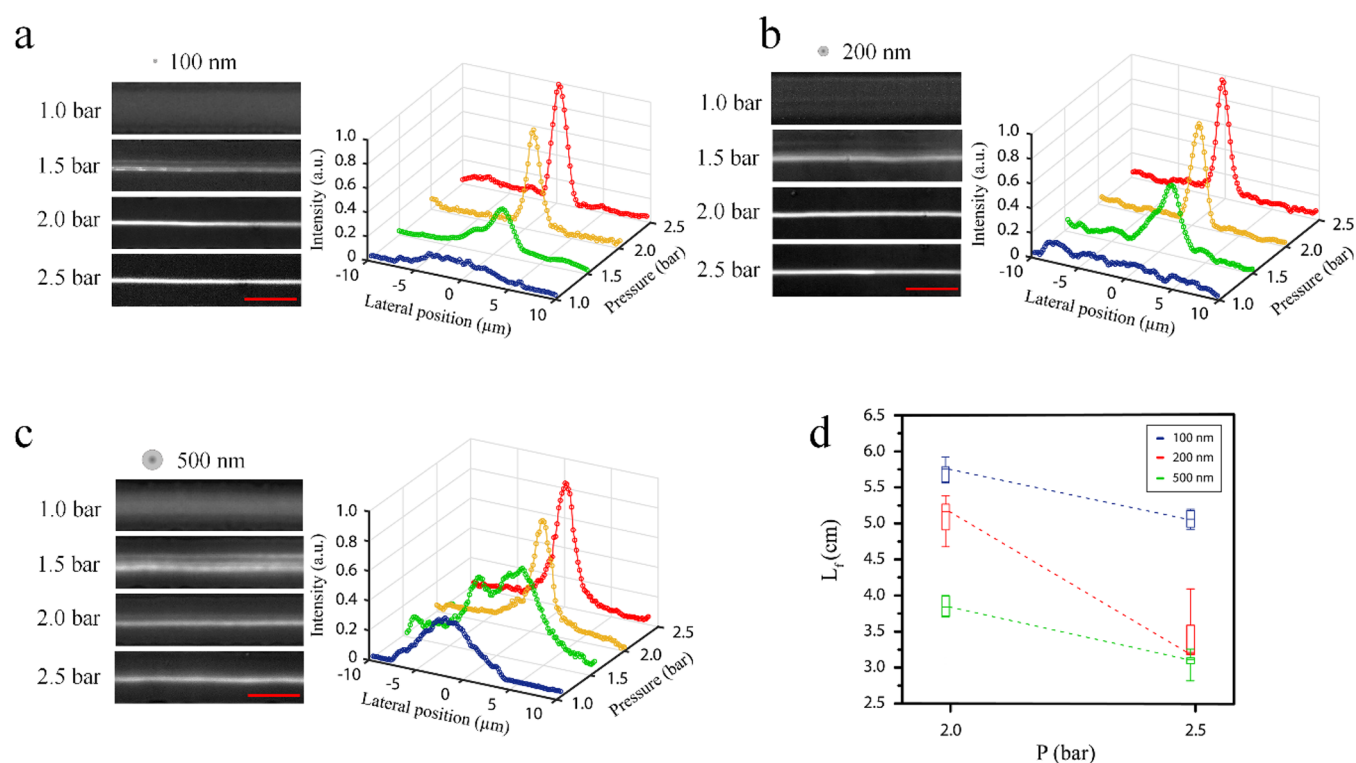 a
100 nm
1.0 bar
1.5 bar
2.0 bar
2.5 bar
Intensity (a.u.)
1.0
0.8
0.6
0.4
0.2
0
-10
-5
0
5
10
Lateral position (µm)
1.0
1.5
2.0
2.5
Pressure (bar)
b
200 nm
1.0 bar
1.5 bar
2.0 bar
2.5 bar
Intensity (a.u.)
1.0
0.8
0.6
0.4
0.2
0
-10
-5
0
5
10
Lateral position (µm)
1.0
1.5
2.0
2.5
Pressure (bar)
c
500 nm
1.0 bar
1.5 bar
2.0 bar
2.5 bar
Intensity (a.u.)
1.0
0.8
0.6
0.4
0.2
0
-10
-5
0
5
10
Lateral position (µm)
1.0
1.5
2.0
2.5
Pressure (bar)
d
6.5
6.0
5.5
5.0
4.5
4.0
3.5
3.0
2.5
Lf (cm)
100 nm
200 nm
500 nm
2.0
2.5
P (bar)